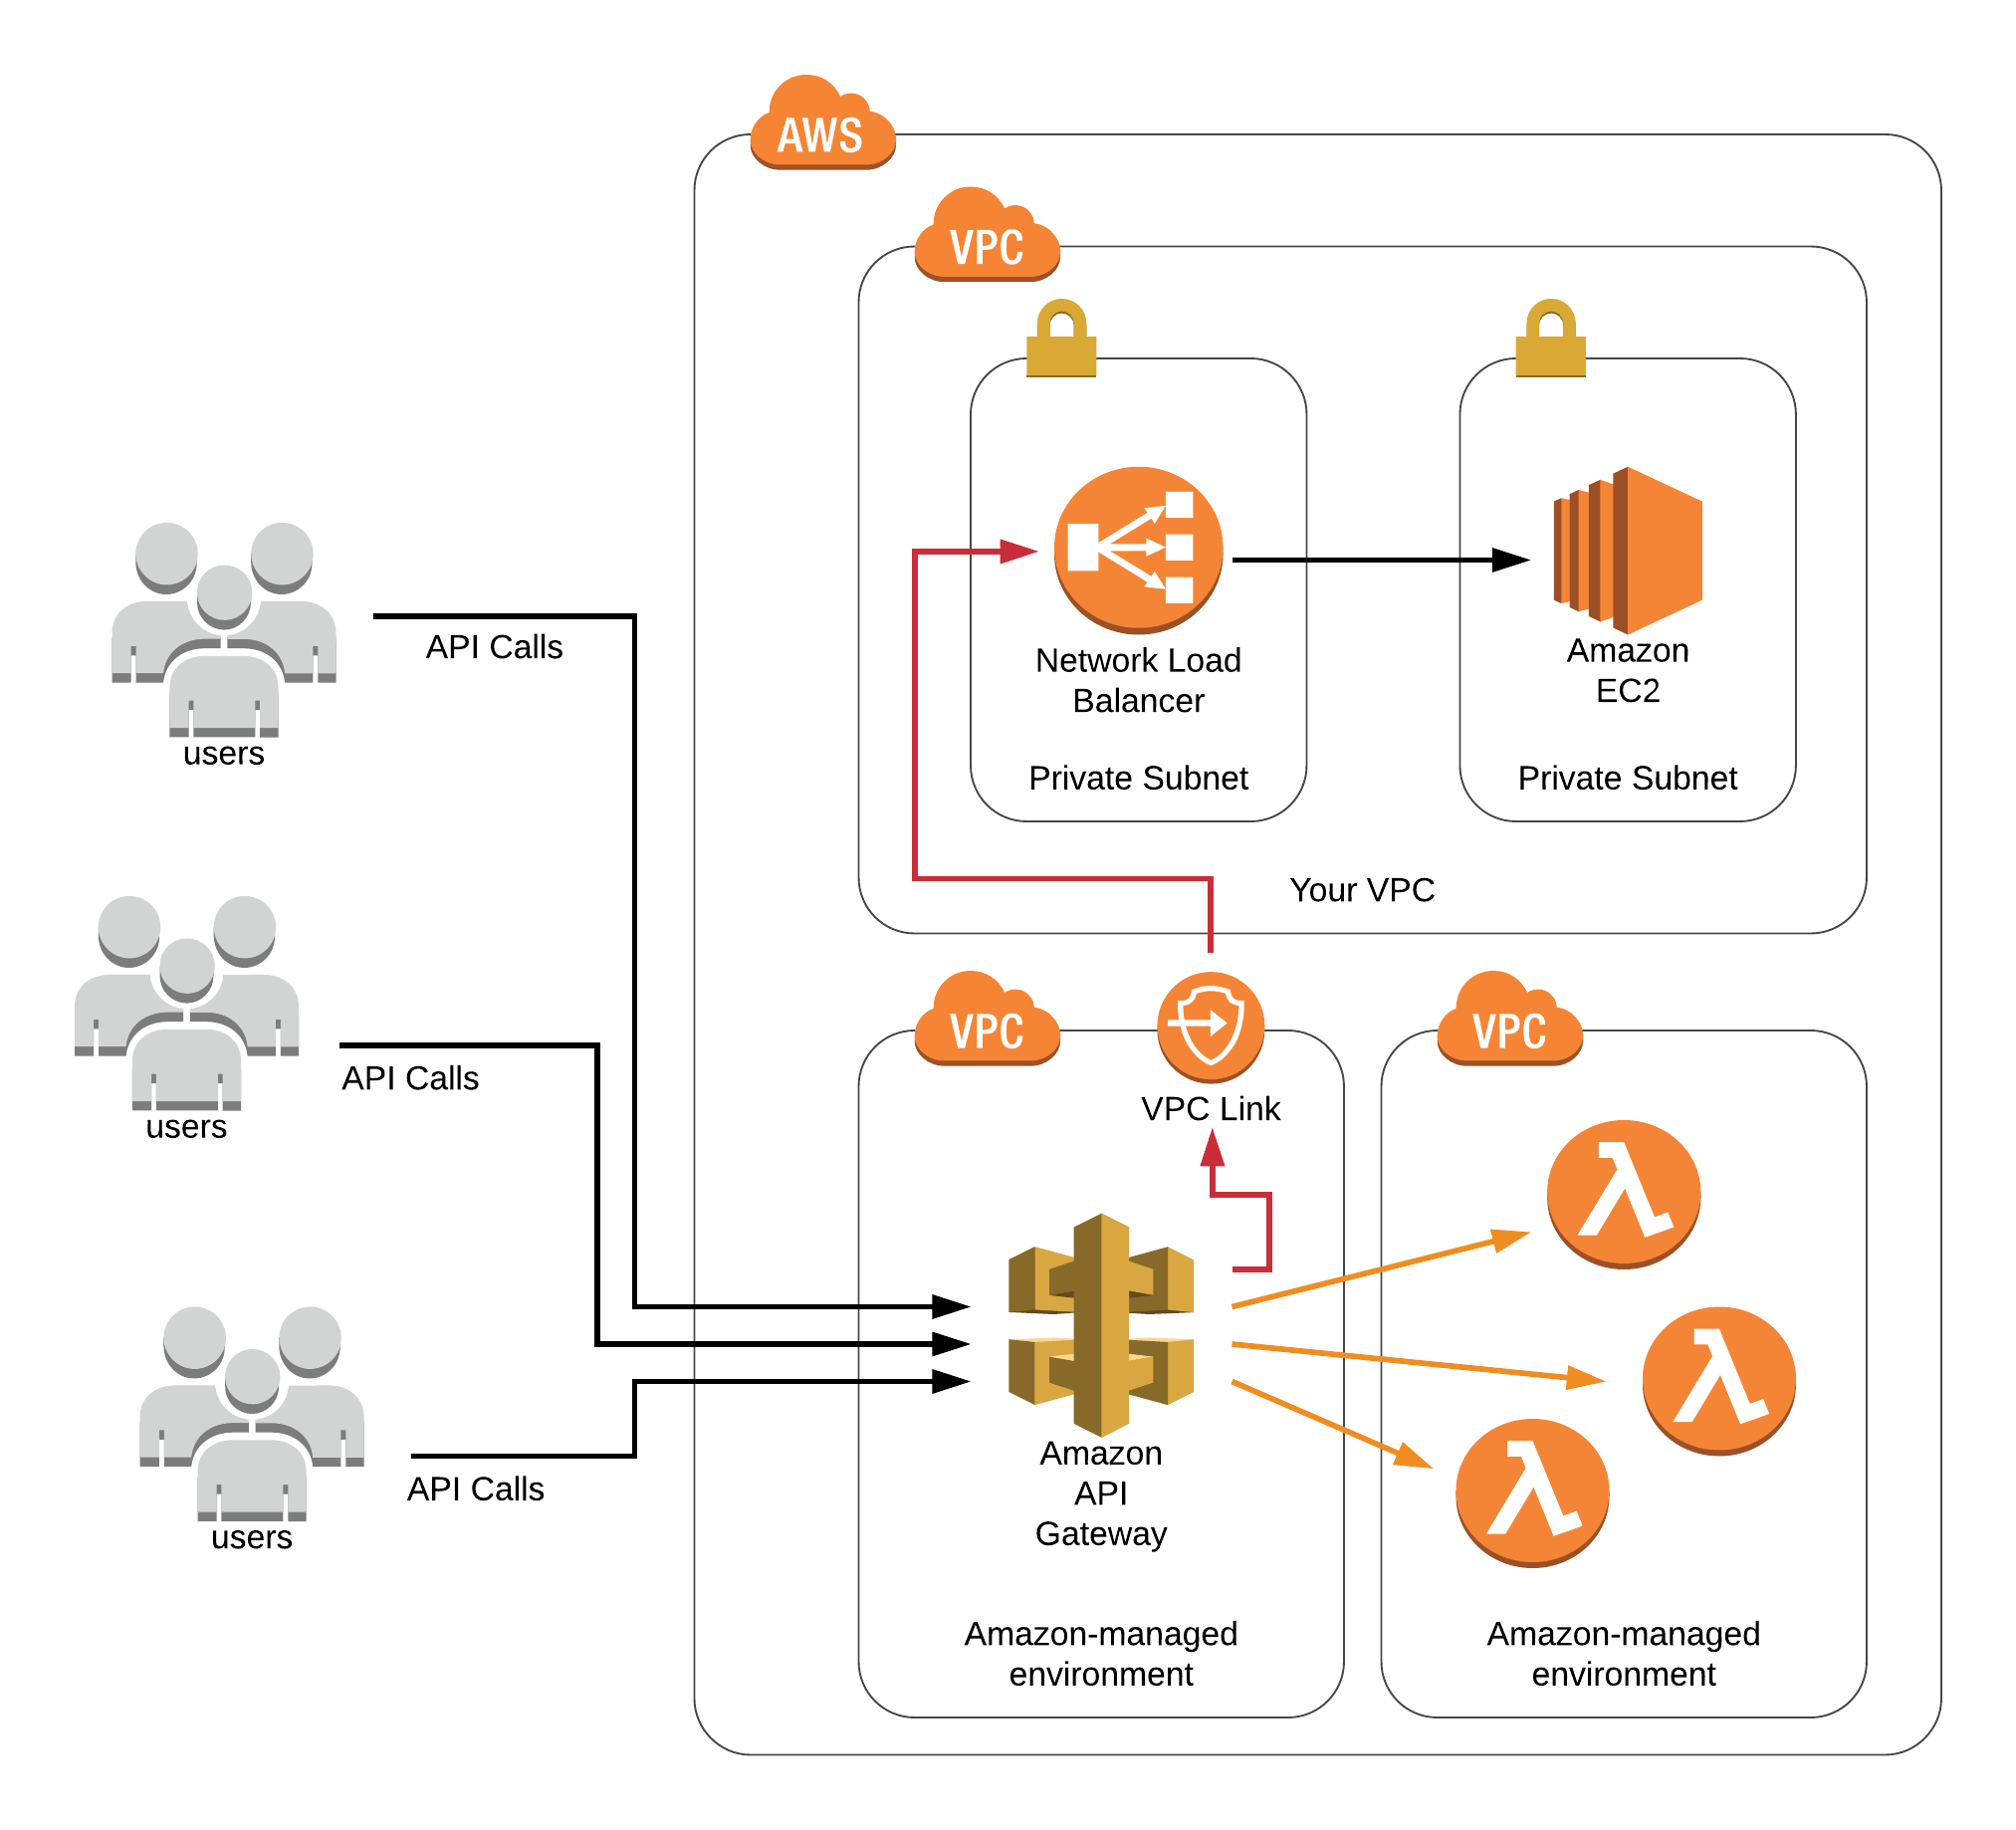 AWS
VPC
users
API Calls
Network Load
Balancer
Private Subnet
Amazon
EC2
Private Subnet
Your VPC
users
API Calls
VPC
VPC Link
VPC
users
API Calls
Amazon
API
Gateway
Amazon-managed
environment
Amazon-managed
environment